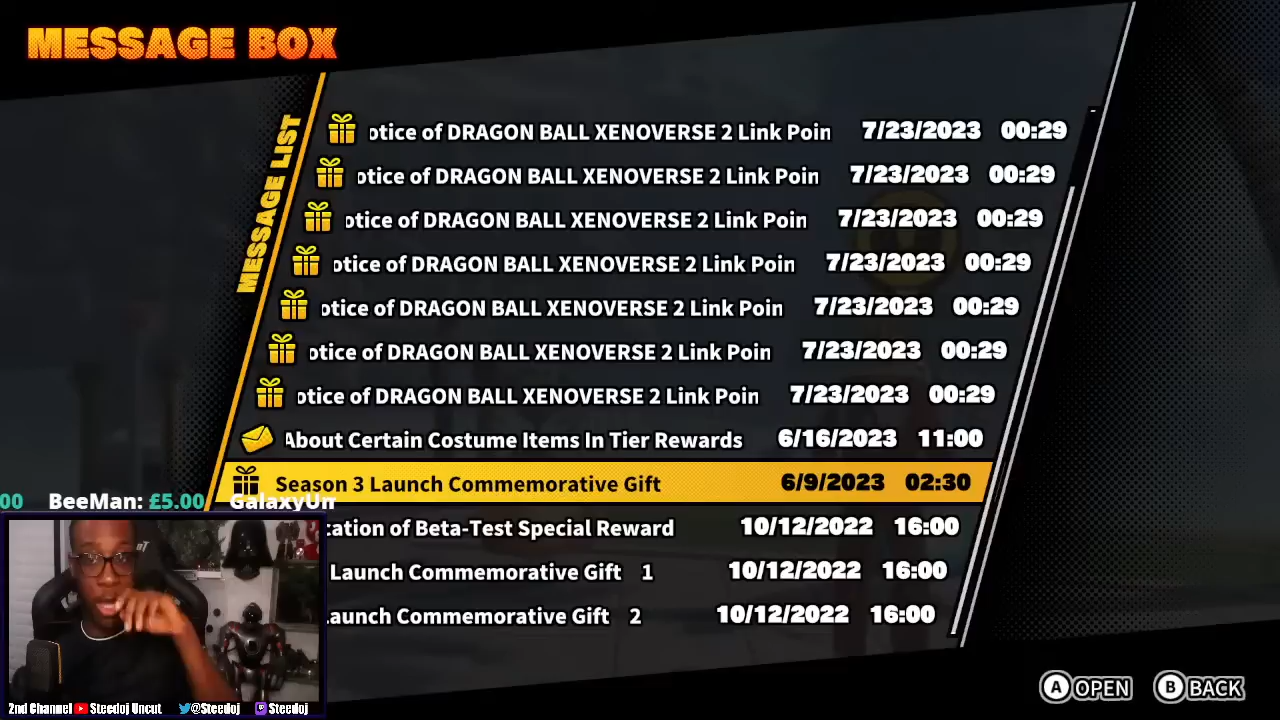 MESSAGE BOX
MESSAGE LIST
otice of DRAGON BALL XENOVERSE 2 Link Poin 7/23/2023 00:29
otice of DRAGON BALL XENOVERSE 2 Link Poin 7/23/2023 00:29
otice of DRAGON BALL XENOVERSE 2 Link Poin 7/23/2023 00:29
otice of DRAGON BALL XENOVERSE 2 Link Poin 7/23/2023 00:29
otice of DRAGON BALL XENOVERSE 2 Link Poin 7/23/2023 00:29
otice of DRAGON BALL XENOVERSE 2 Link Poin 7/23/2023 00:29
otice of DRAGON BALL XENOVERSE 2 Link Poin 7/23/2023 00:29
About Certain Costume Items In Tier Rewards 6/16/2023 11:00
Season 3 Launch Commemorative Gift 6/9/2023 02:30
00 BeeMan: £5.00 GalaxyUn
cation of Beta-Test Special Reward 10/12/2022 16:00
Launch Commemorative Gift 1 10/12/2022 16:00
aunch Commemorative Gift 2 10/12/2022 16:00
A OPEN B BACK
2nd Channel Steedoj Uncut @Steedoj Steedoj